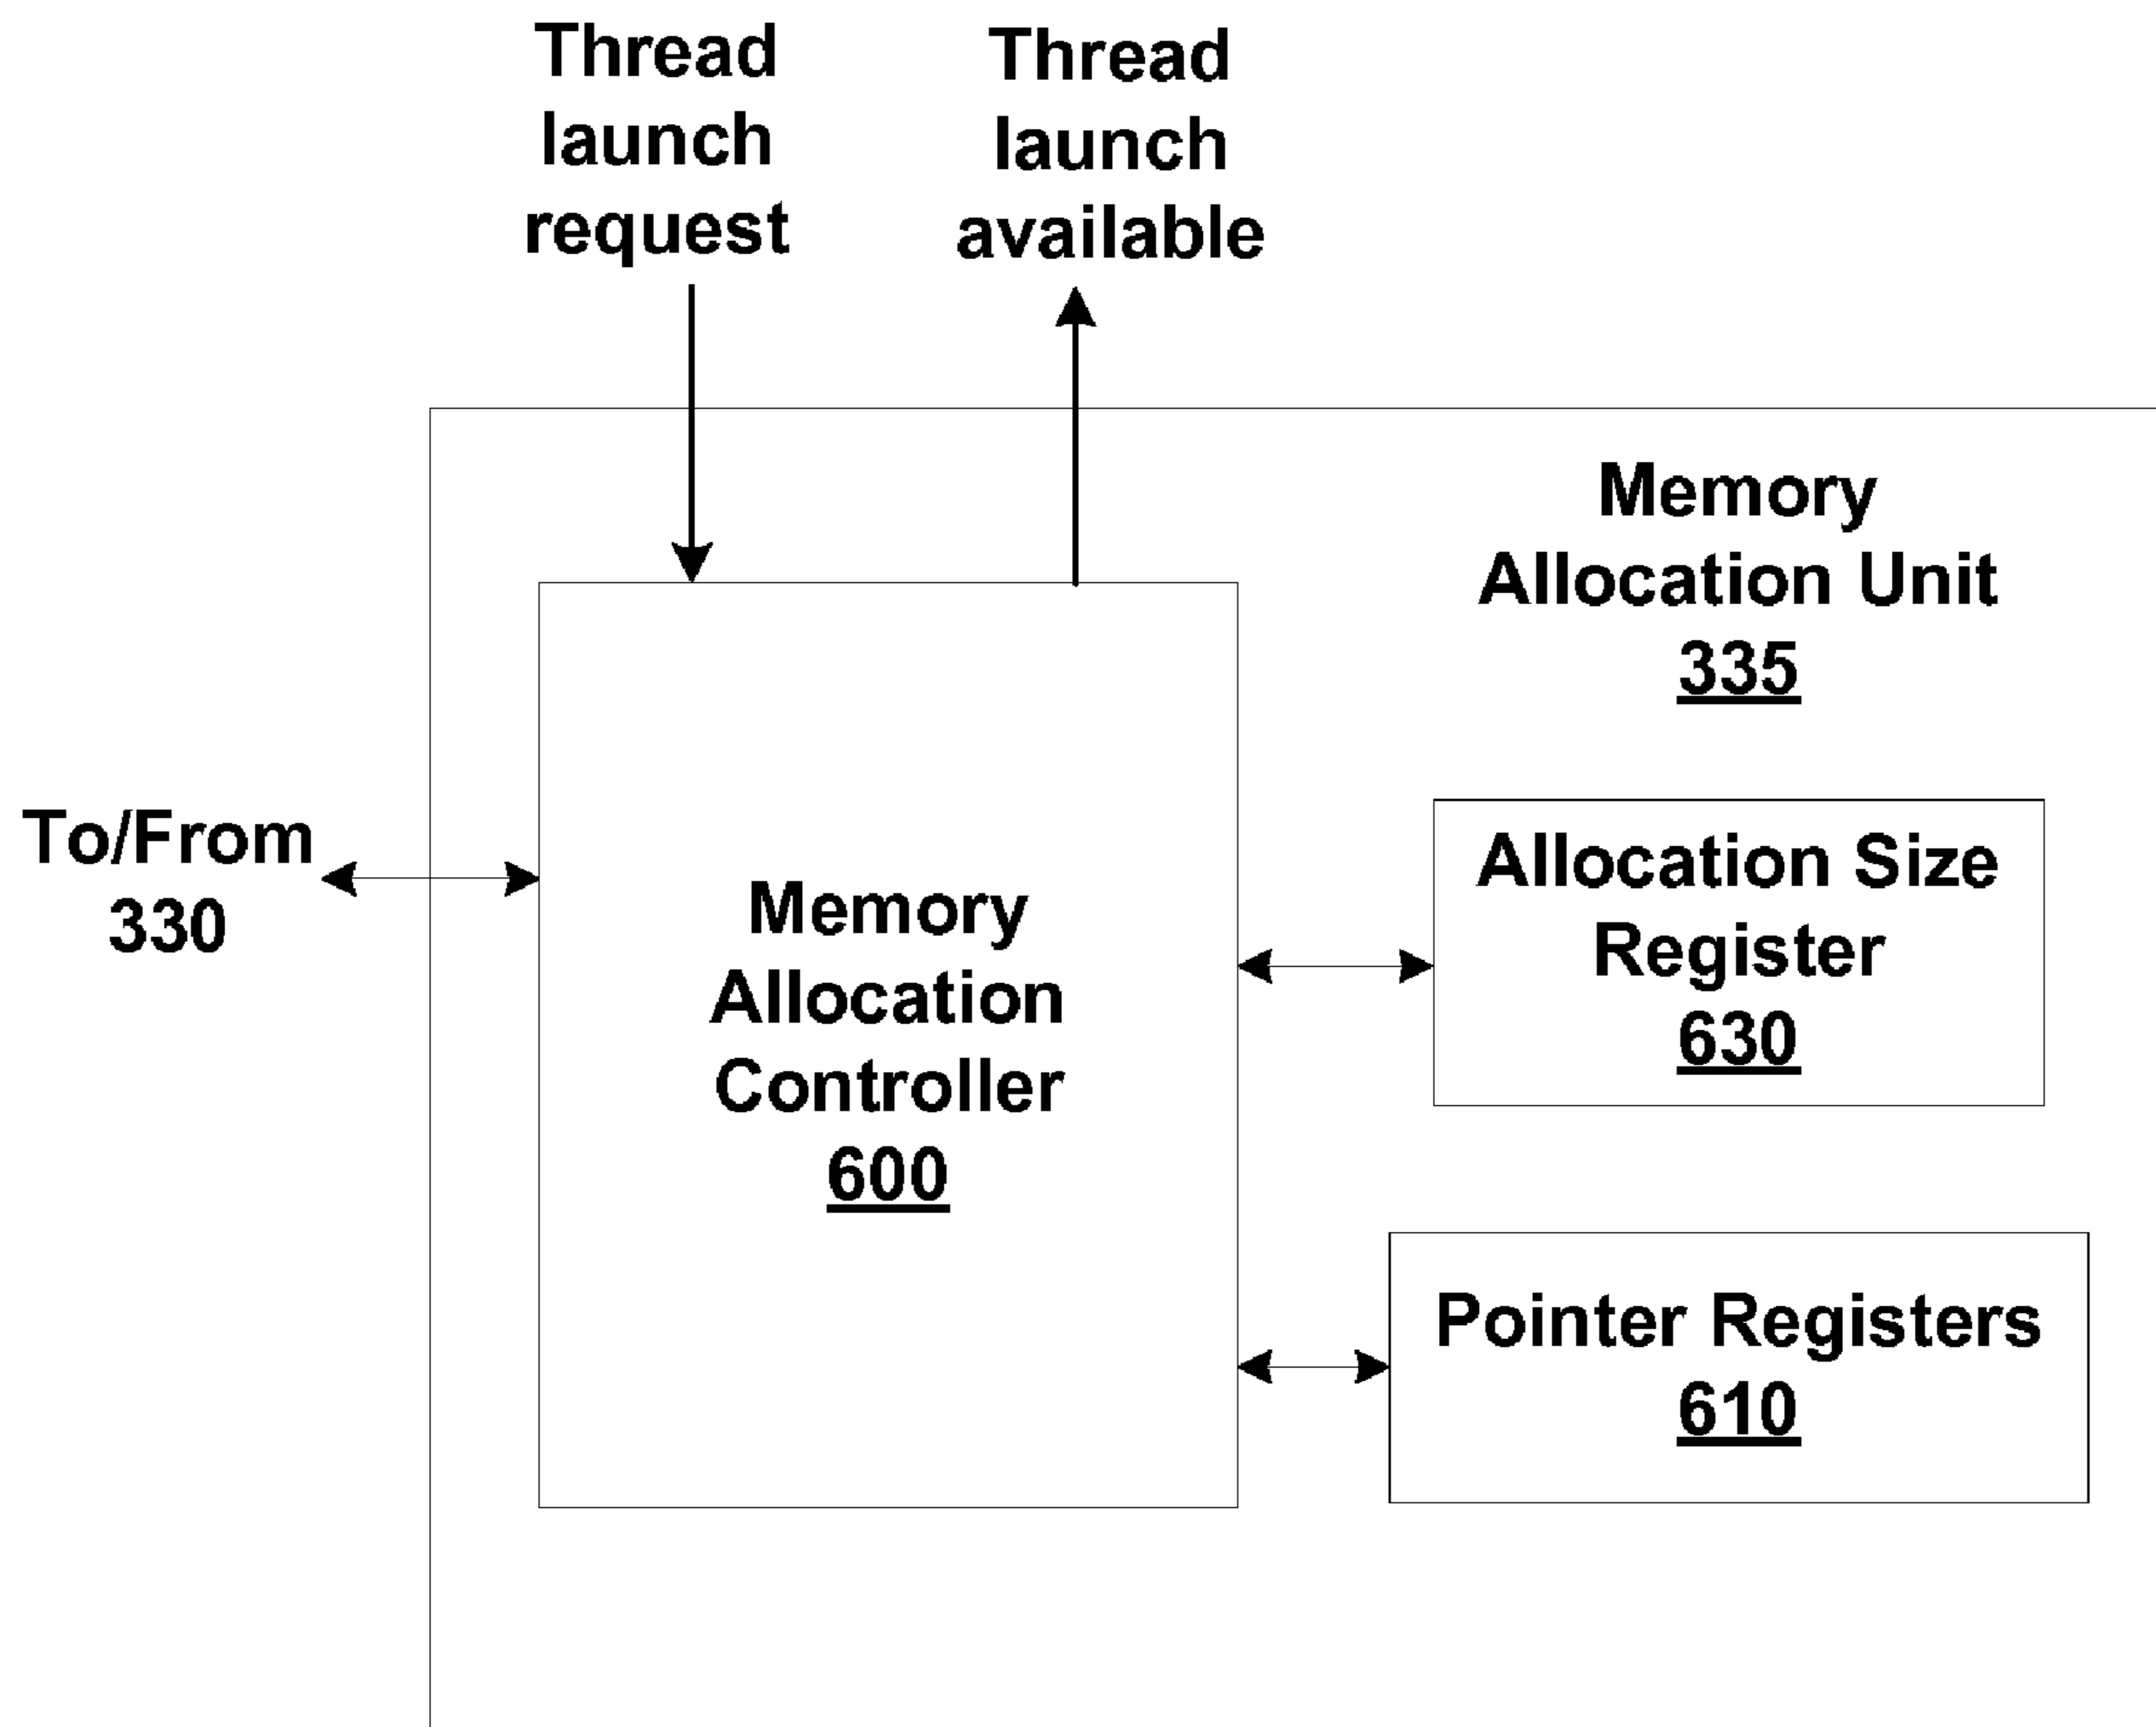 Thread
launch
request
Thread
launch
available
Memory
Allocation Unit
335
To/From
330
Memory
Allocation
Controller
600
Allocation Size
Register
630
Pointer Registers
610